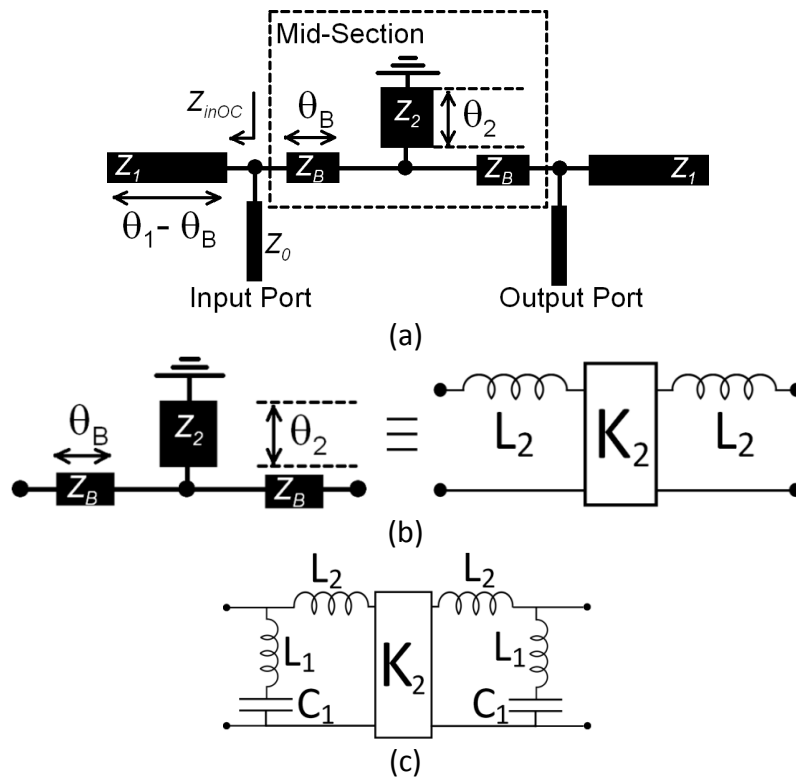 Mid-Section
Z_inOC
θ_B
Z_2
θ_2
Z_1
Z_B
Z_B
Z_1
θ_1 - θ_B
Z_0
Input Port
Output Port
(a)
θ_B
Z_2
θ_2
Z_B
Z_B
≡
L_2
K_2
L_2
(b)
L_2
L_2
K_2
L_1
L_1
C_1
C_1
(c)